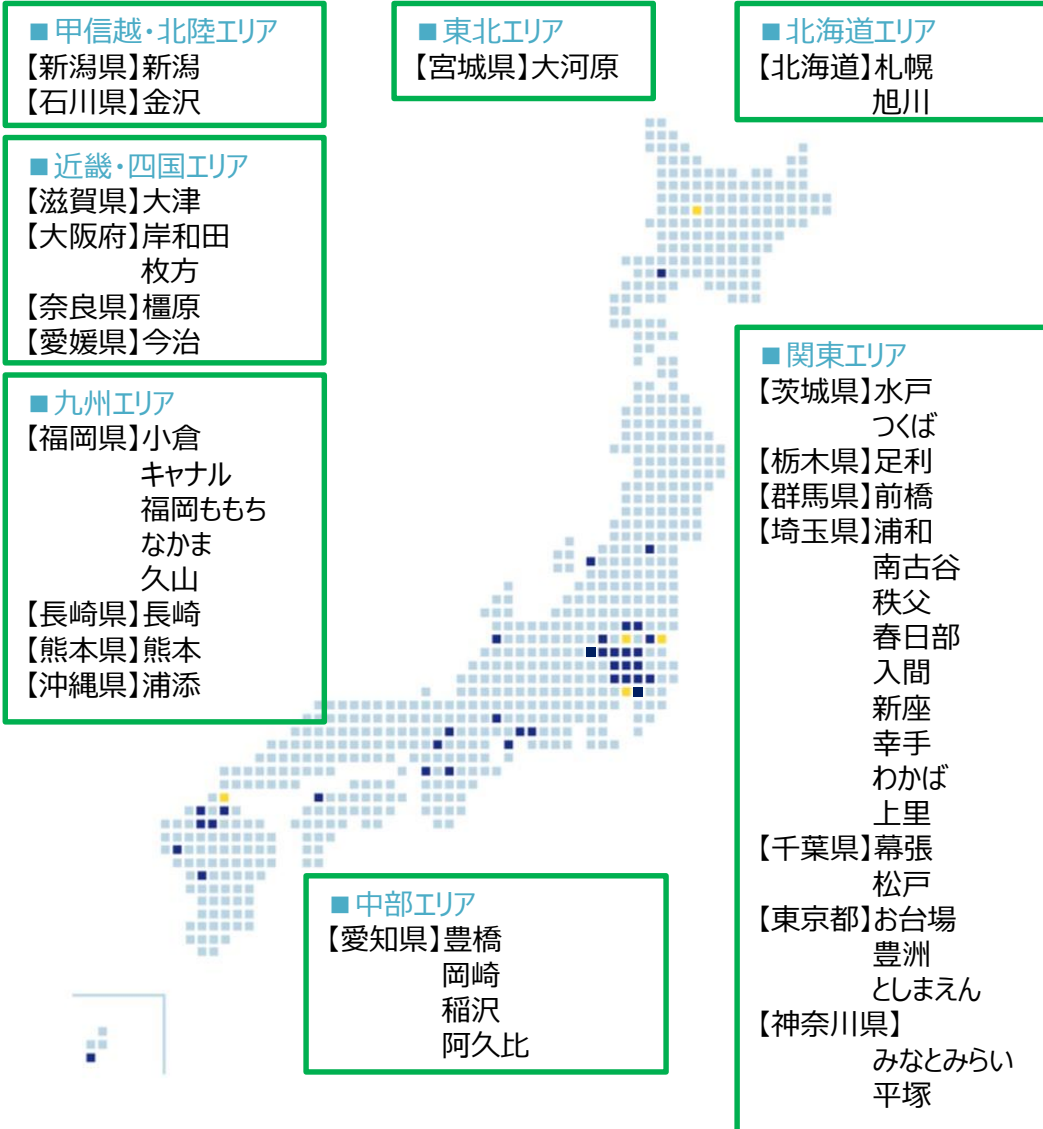 ■甲信越・北陸エリア
【新潟県】新潟
【石川県】金沢
■東北エリア
【宮城県】大河原
■北海道エリア
【北海道】札幌
旭川
■近畿・四国エリア
【滋賀県】大津
【大阪府】岸和田
枚方
【奈良県】橿原
【愛媛県】今治
■九州エリア
【福岡県】小倉
キャナル
福岡ももち
なかま
久山
【長崎県】長崎
【熊本県】熊本
【沖縄県】浦添
■関東エリア
【茨城県】水戸
つくば
【栃木県】足利
【群馬県】前橋
【埼玉県】浦和
南古谷
秩父
春日部
入間
新座
幸手
わかば
上里
【千葉県】幕張
松戸
【東京都】お台場
豊洲
としまえん
【神奈川県】
みなとみらい
平塚
■中部エリア
【愛知県】豊橋
岡崎
稲沢
阿久比